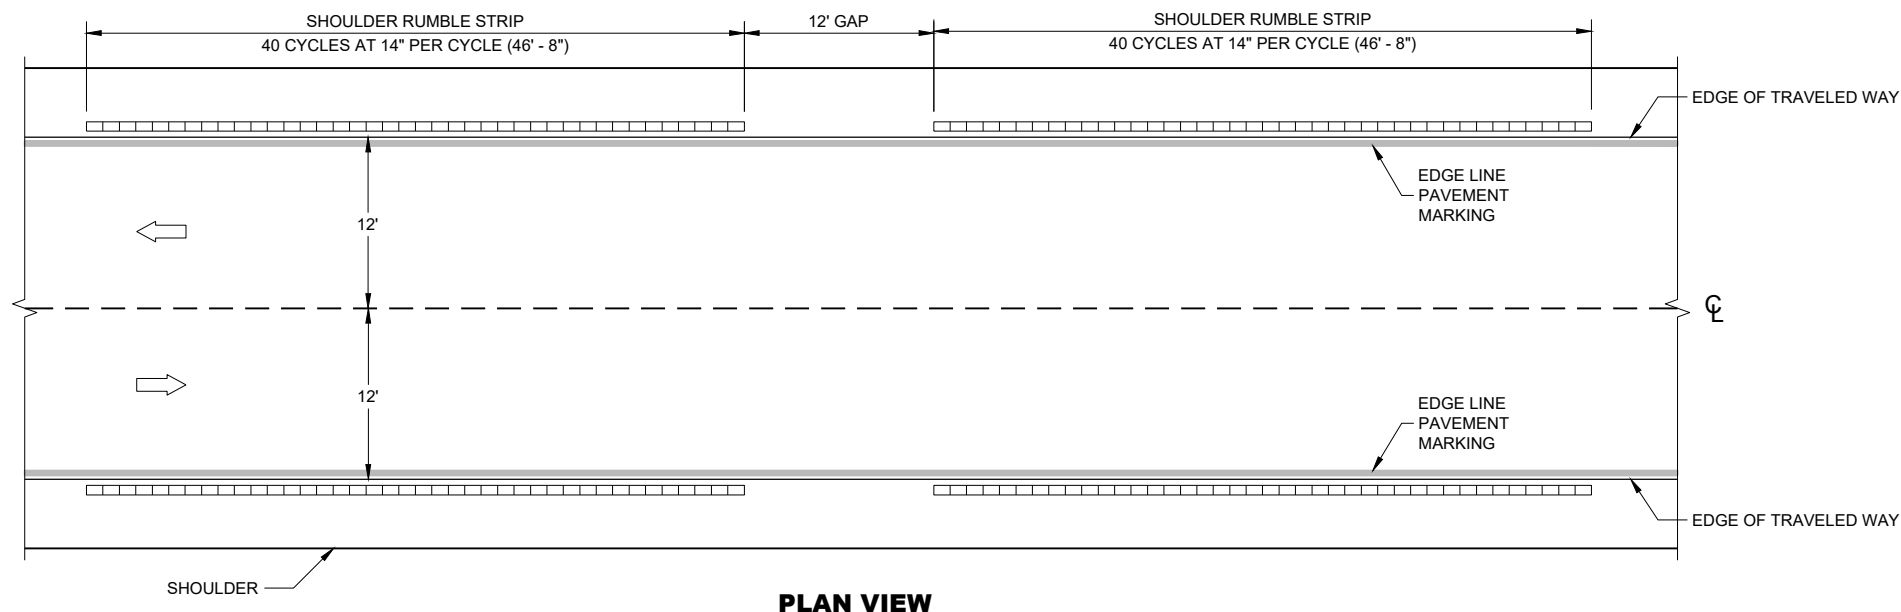 SHOULDER RUMBLE STRIP
40 CYCLES AT 14" PER CYCLE (46' - 8")
12' GAP
SHOULDER RUMBLE STRIP
40 CYCLES AT 14" PER CYCLE (46' - 8")
EDGE OF TRAVELED WAY
EDGE LINE
PAVEMENT
MARKING
12'
℄
12'
EDGE LINE
PAVEMENT
MARKING
EDGE OF TRAVELED WAY
SHOULDER
PLAN VIEW